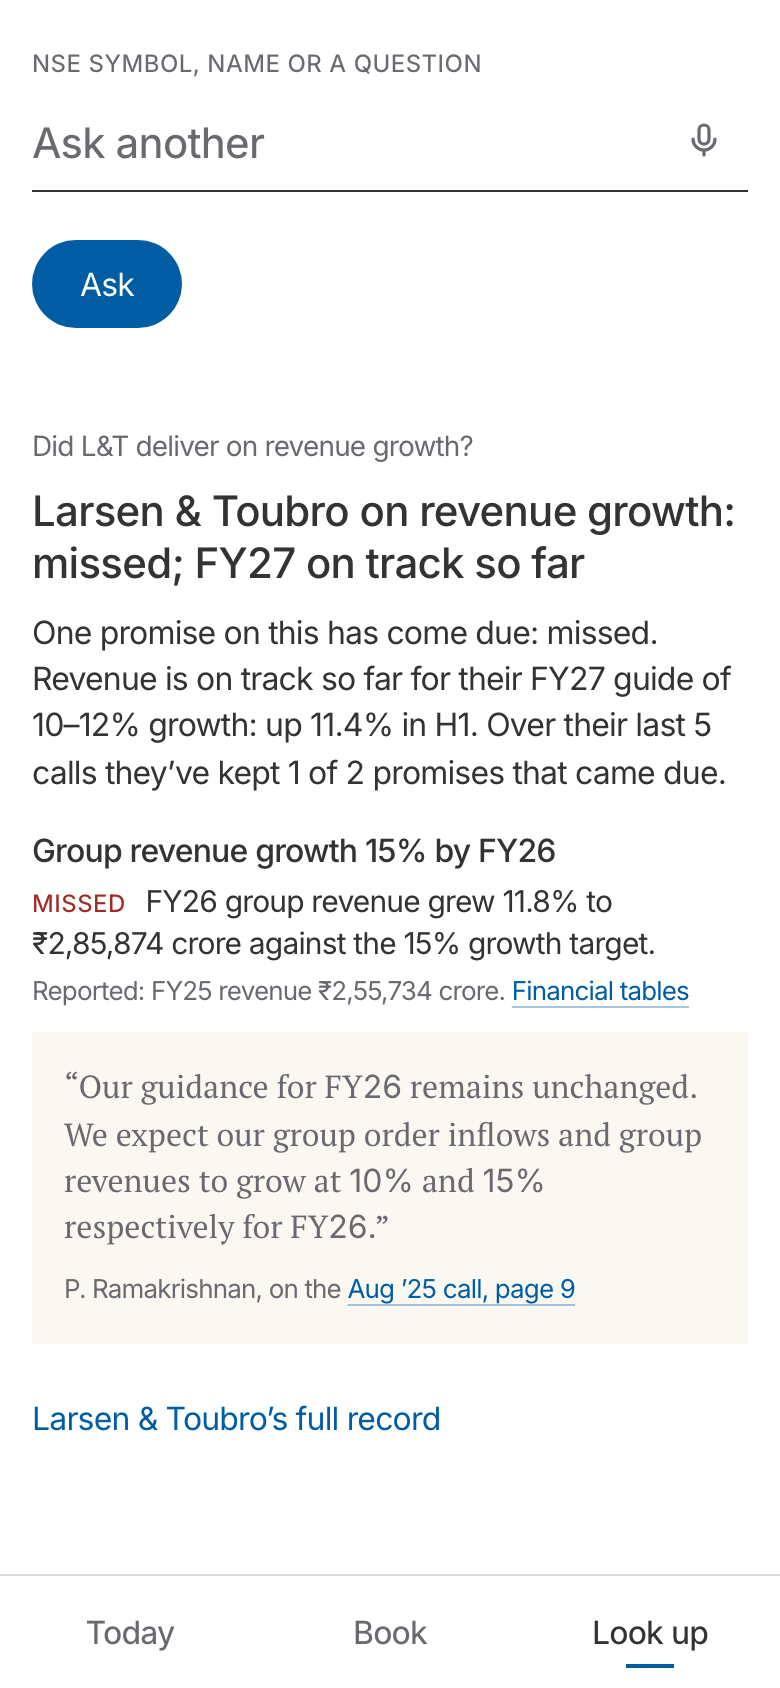 NSE SYMBOL, NAME OR A QUESTION
Ask another
Ask
Did L&T deliver on revenue growth?
Larsen & Toubro on revenue growth:
missed; FY27 on track so far
One promise on this has come due: missed.
Revenue is on track so far for their FY27 guide of
10–12% growth: up 11.4% in H1. Over their last 5
calls they’ve kept 1 of 2 promises that came due.
Group revenue growth 15% by FY26
MISSED FY26 group revenue grew 11.8% to
₹2,85,874 crore against the 15% growth target.
Reported: FY25 revenue ₹2,55,734 crore. Financial tables
“Our guidance for FY26 remains unchanged.
We expect our group order inflows and group
revenues to grow at 10% and 15%
respectively for FY26.”
P. Ramakrishnan, on the Aug ’25 call, page 9
Larsen & Toubro’s full record
Today
Book
Look up